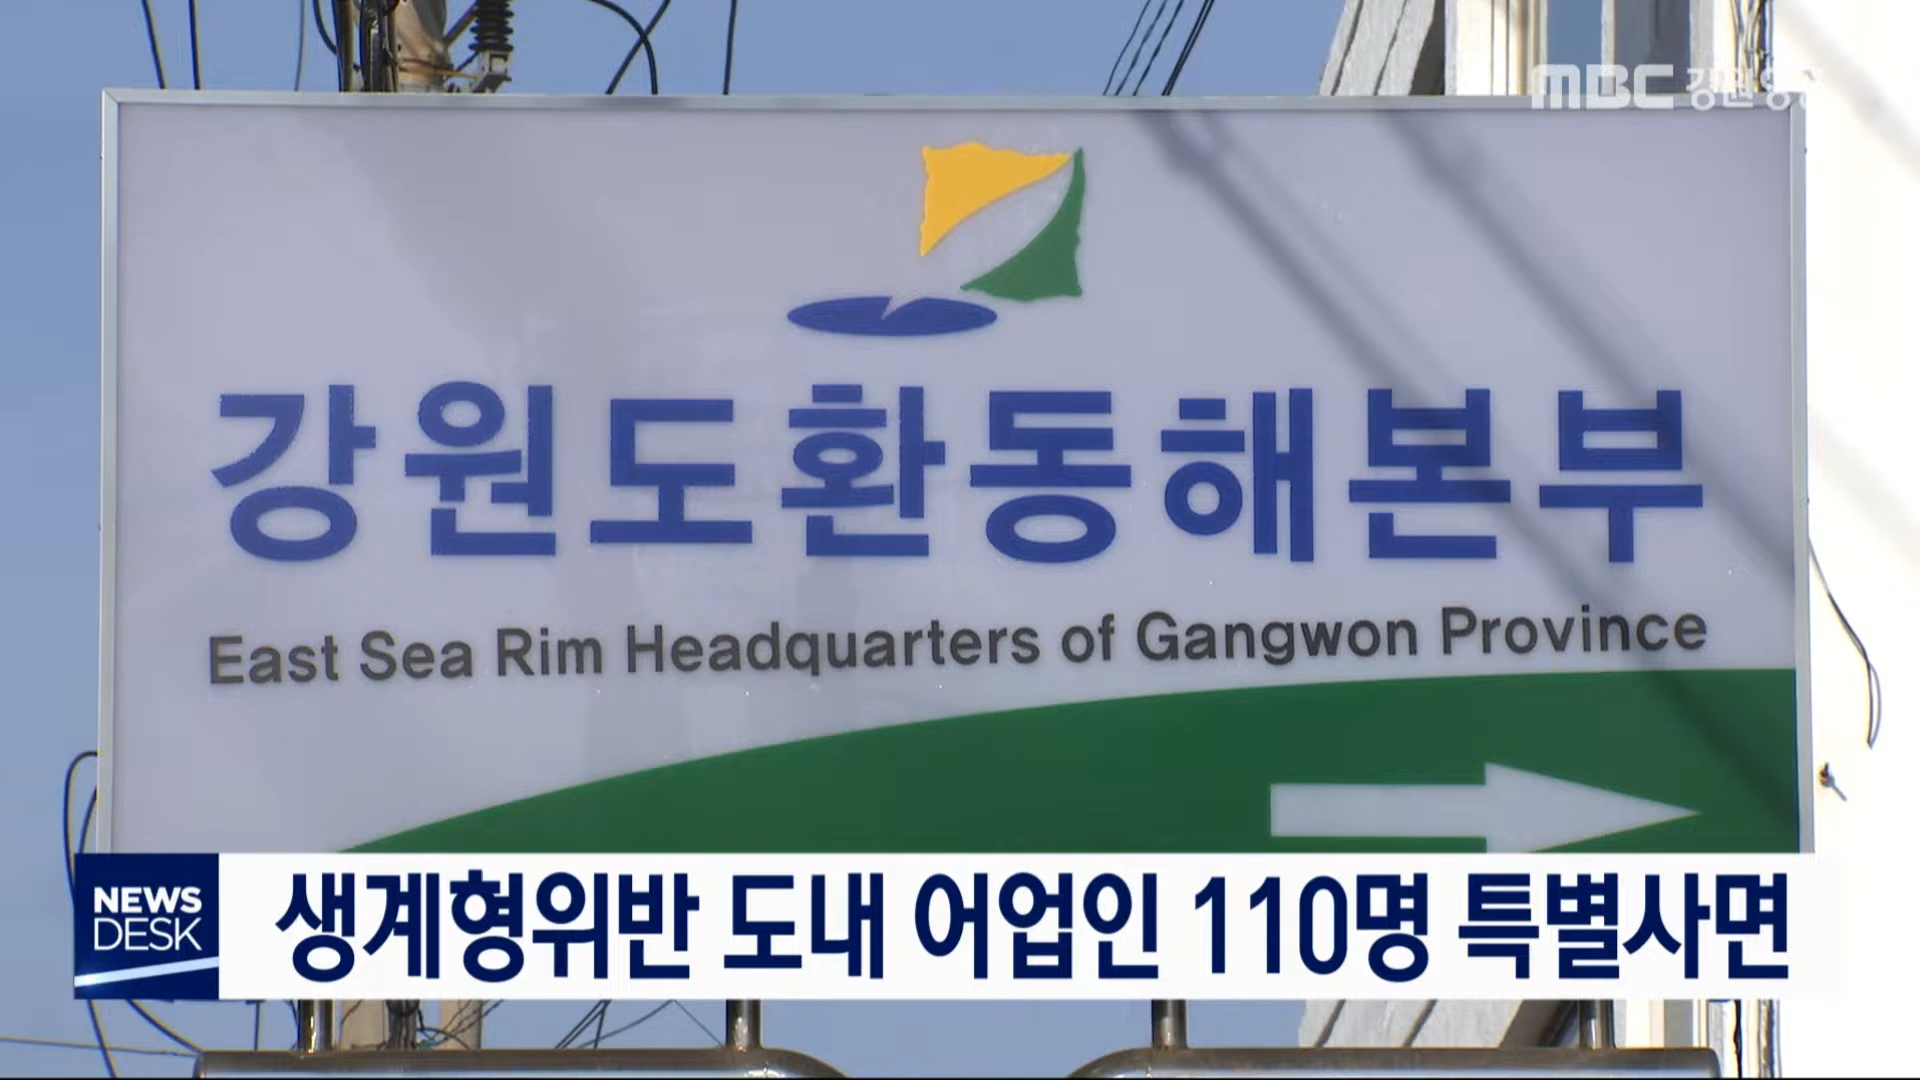 MBC 강원영동
강원도환동해본부
East Sea Rim Headquarters of Gangwon Province
NEWS
DESK
생계형위반 도내 어업인 110명 특별사면